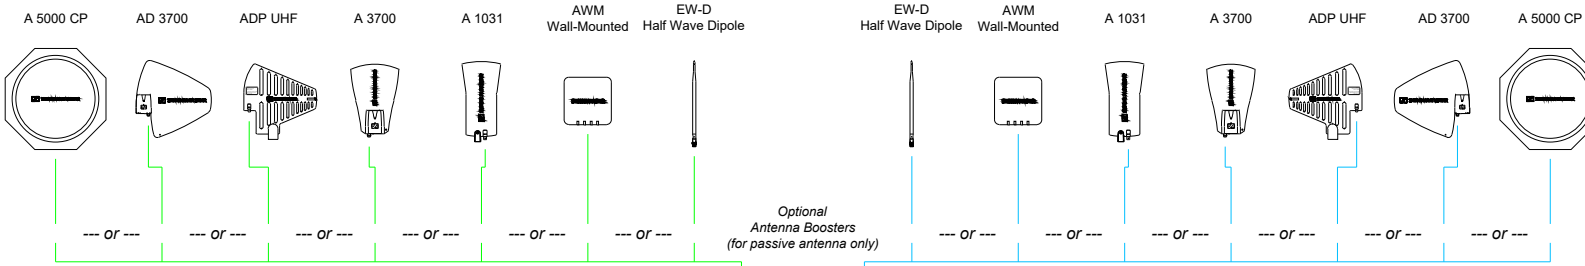 A 5000 CP
AD 3700
ADP UHF
A 3700
A 1031
AWM
Wall-Mounted
EW-D
Half Wave Dipole
EW-D
Half Wave Dipole
AWM
Wall-Mounted
A 1031
A 3700
ADP UHF
AD 3700
A 5000 CP
Optional
Antenna Boosters
(for passive antenna only)
--- or ---
--- or ---
--- or ---
--- or ---
--- or ---
--- or ---
--- or ---
--- or ---
--- or ---
--- or ---
--- or ---
--- or ---